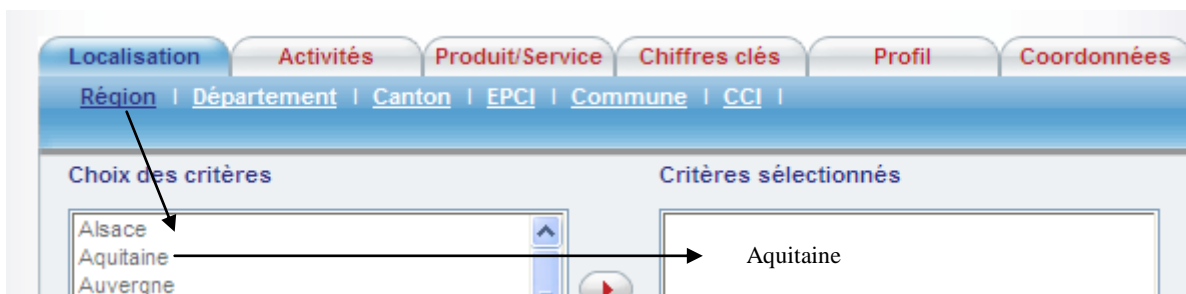 Localisation Activités Produit/Service Chiffres clés Profil Coordonnées
Région | Département | Canton | EPCI | Commune | CCI |
Choix des critères Critères sélectionnés
Alsace
Aquitaine Aquitaine
Auvergne